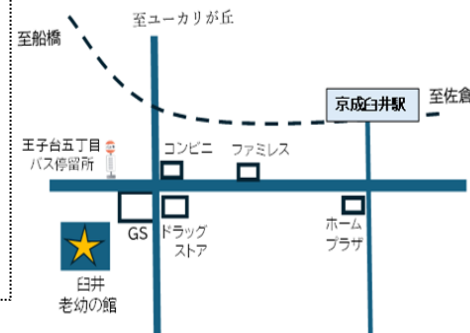 至ユーカリが丘
至船橋
京成臼井駅
至佐倉
王子台五丁目
バス停留所
コンビニ
ファミレス
GS
ドラッグ
ストア
ホーム
プラザ
臼井
老幼の館